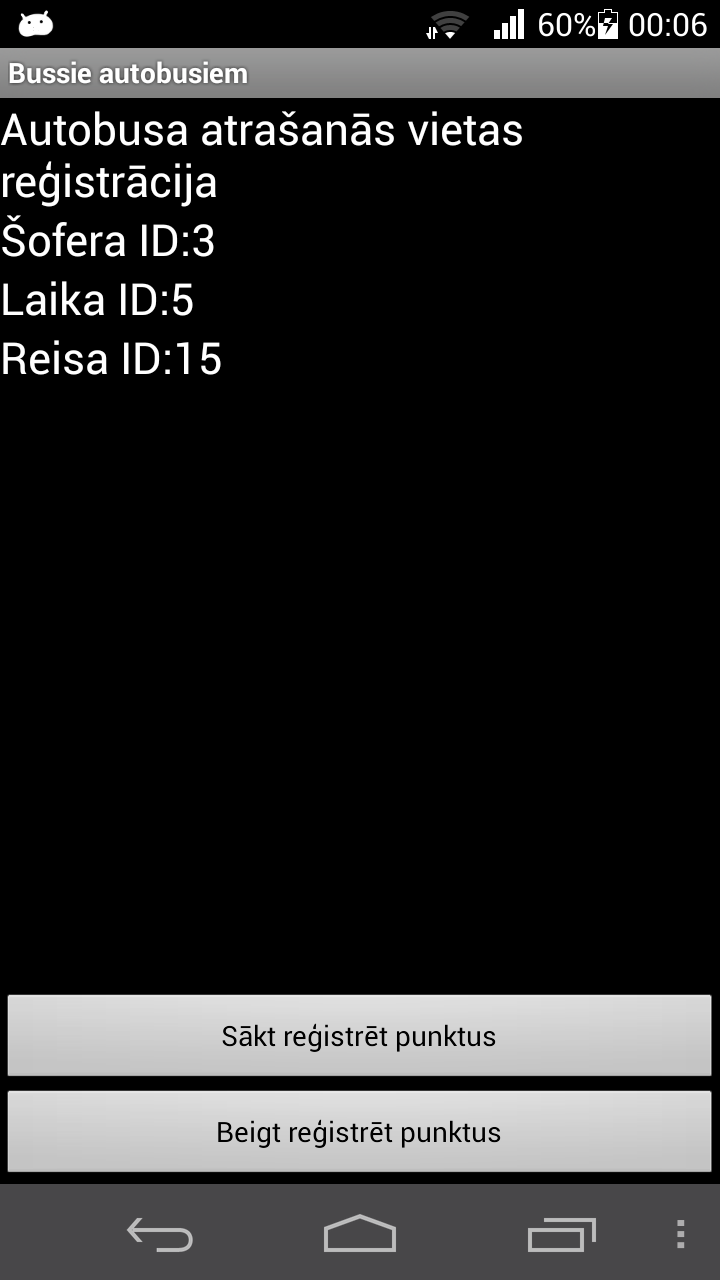 60% 00:06
Bussie autobusiem
Autobusa atrašanās vietas
reģistrācija
Šofera ID:3
Laika ID:5
Reisa ID:15
Sākt reģistrēt punktus
Beigt reģistrēt punktus